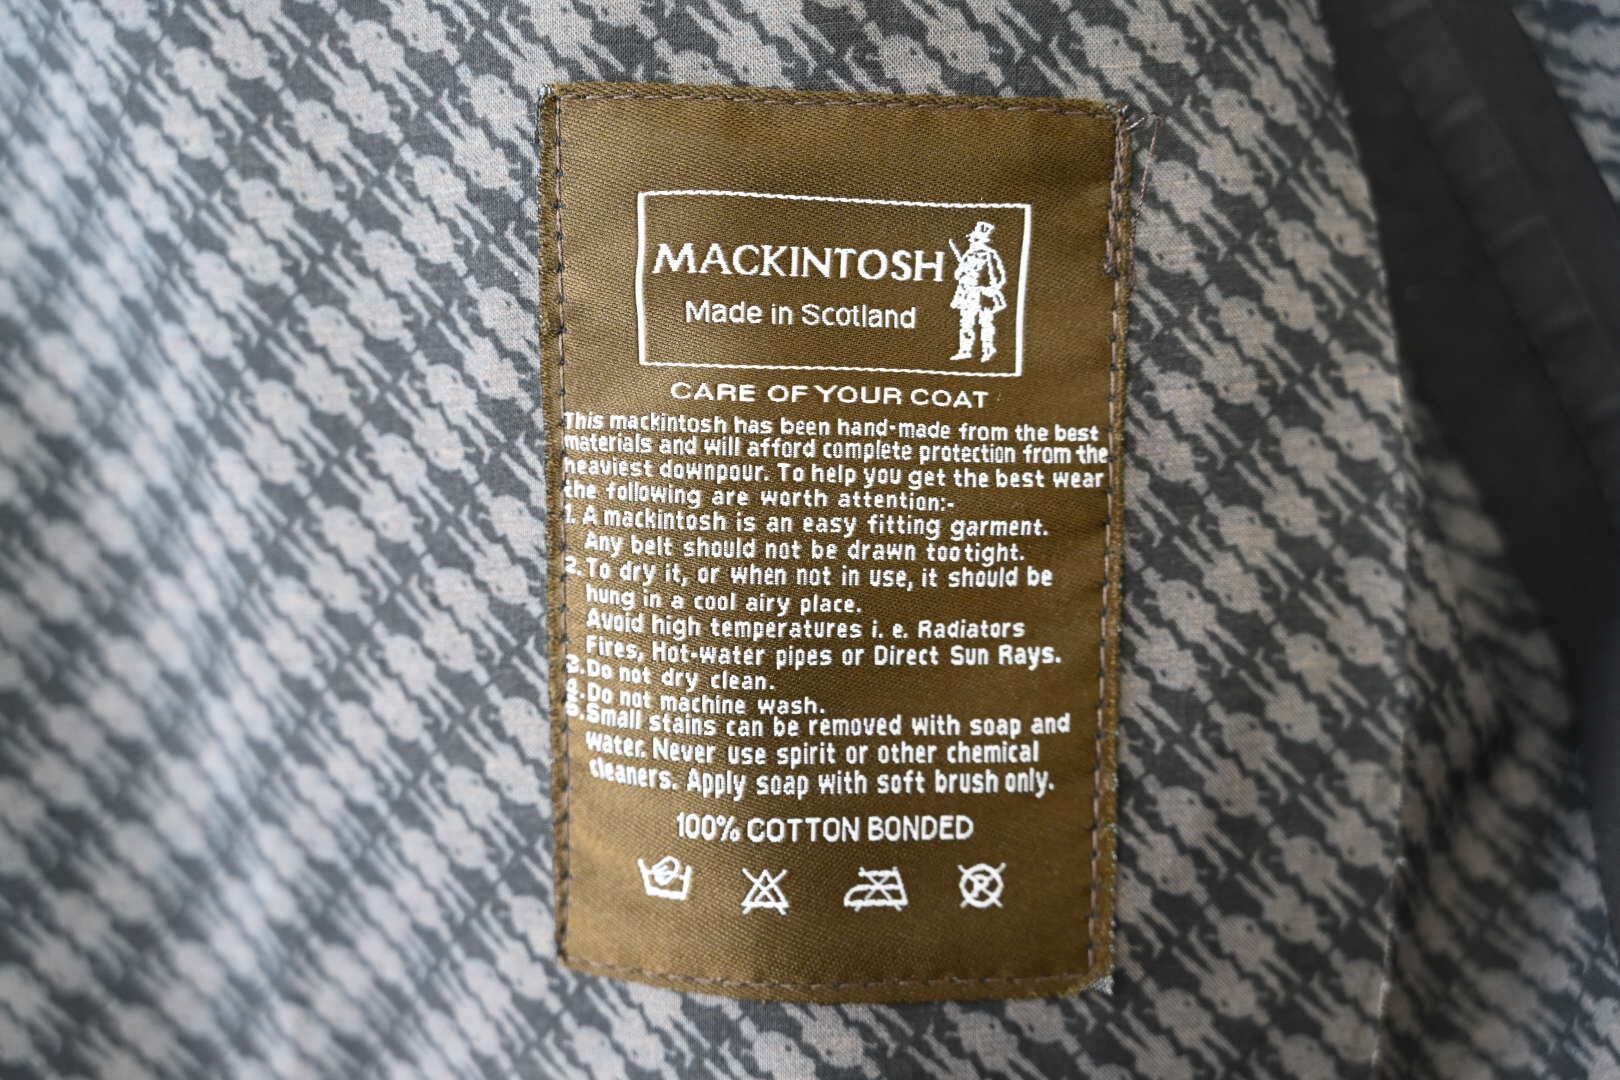 MACKINTOSH
Made in Scotland
CARE OF YOUR COAT
This mackintosh has been hand-made from the best
materials and will afford complete protection from the
heaviest downpour. To help you get the best wear
the following are worth attention:-
1. A mackintosh is an easy fitting garment.
Any belt should not be drawn too tight.
2. To dry it, or when not in use, it should be
hung in a cool airy place.
Avoid high temperatures i. e. Radiators
Fires, Hot-water pipes or Direct Sun Rays.
3. Do not dry clean.
4. Do not machine wash.
5. Small stains can be removed with soap and
water. Never use spirit or other chemical
cleaners. Apply soap with soft brush only.
100% COTTON BONDED
P